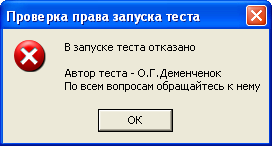 Проверка права запуска теста
В запуске теста отказано
Автор теста - О.Г.Деменченок
По всем вопросам обращайтесь к нему
OK